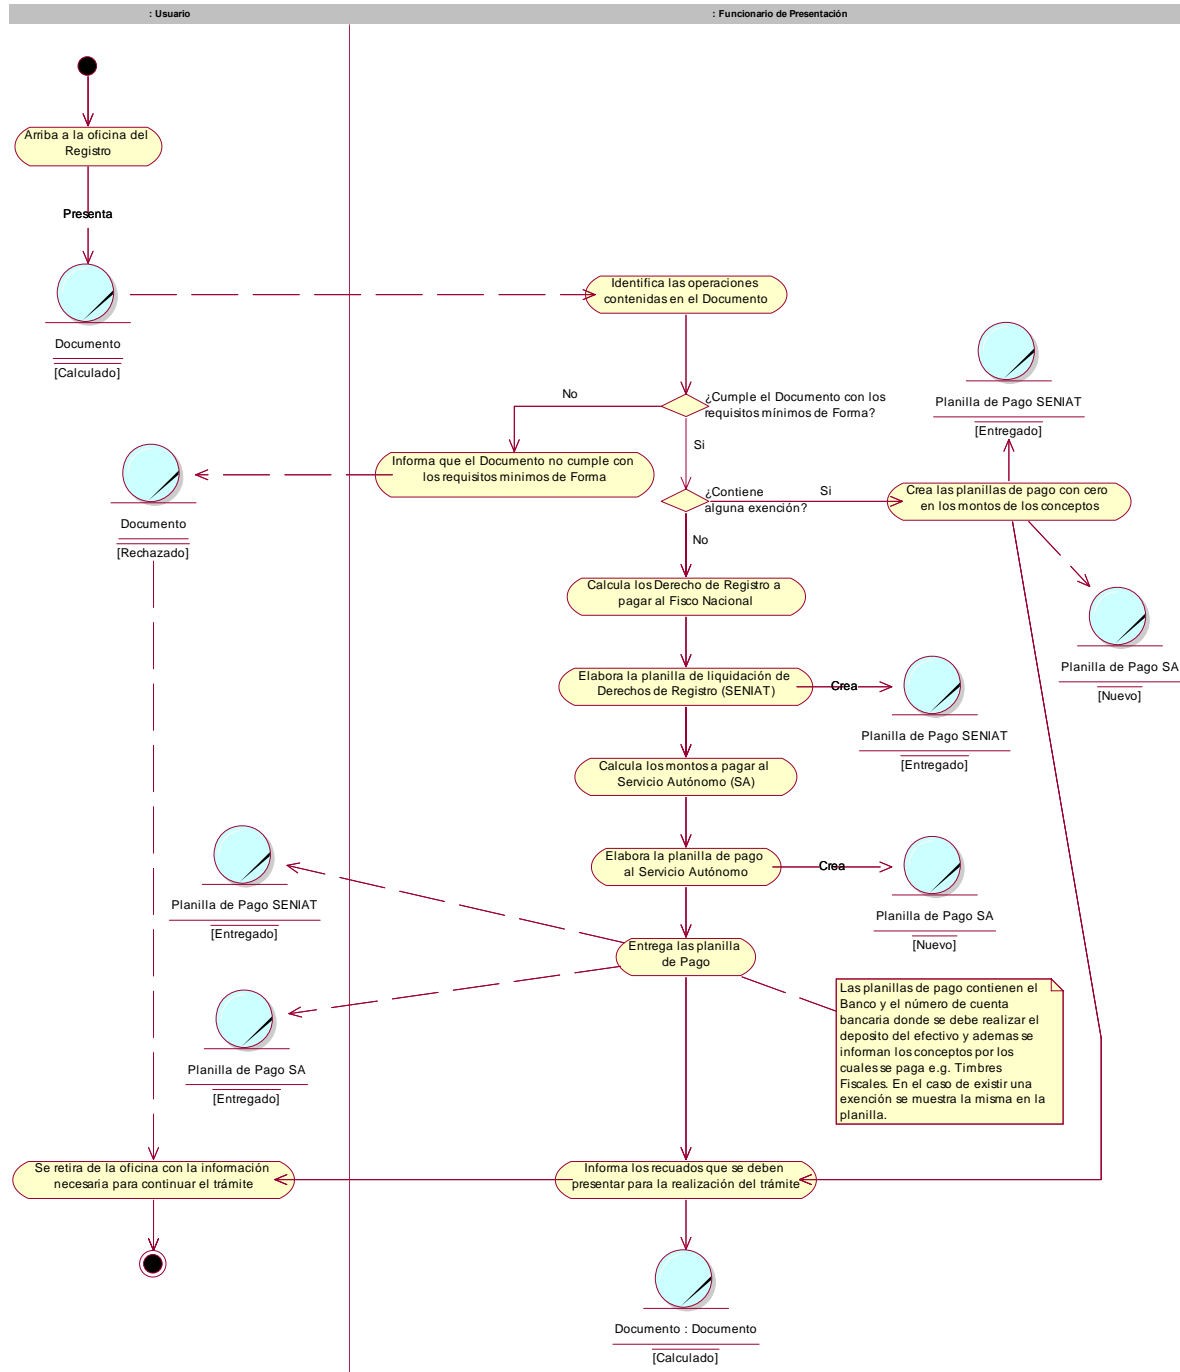 : Usuario
: Funcionario de Presentación
Arriba a la oficina del
Registro
Presenta
Documento
[Calculado]
Identifica las operaciones
contenidas en el Documento
¿Cumple el Documento con los
requisitos mínimos de Forma?
No
Si
Informa que el Documento no cumple con
los requisitos minimos de Forma
Documento
[Rechazado]
¿Contiene
alguna exención?
Si
No
Crea las planillas de pago con cero
en los montos de los conceptos
Planilla de Pago SENIAT
[Entregado]
Planilla de Pago SA
[Nuevo]
Calcula los Derecho de Registro a
pagar al Fisco Nacional
Elabora la planilla de liquidación de
Derechos de Registro (SENIAT)
Crea
Planilla de Pago SENIAT
[Entregado]
Calcula los montos a pagar al
Servicio Autónomo (SA)
Elabora la planilla de pago
al Servicio Autónomo
Crea
Planilla de Pago SA
[Nuevo]
Planilla de Pago SENIAT
[Entregado]
Entrega las planilla
de Pago
Planilla de Pago SA
[Entregado]
Las planillas de pago contienen el
Banco y el número de cuenta
bancaria donde se debe realizar el
deposito del efectivo y ademas se
informan los conceptos por los
cuales se paga e.g. Timbres
Fiscales. En el caso de existir una
exención se muestra la misma en la
planilla.
Se retira de la oficina con la información
necesaria para continuar el trámite
Informa los recuados que se deben
presentar para la realización del trámite
Documento : Documento
[Calculado]